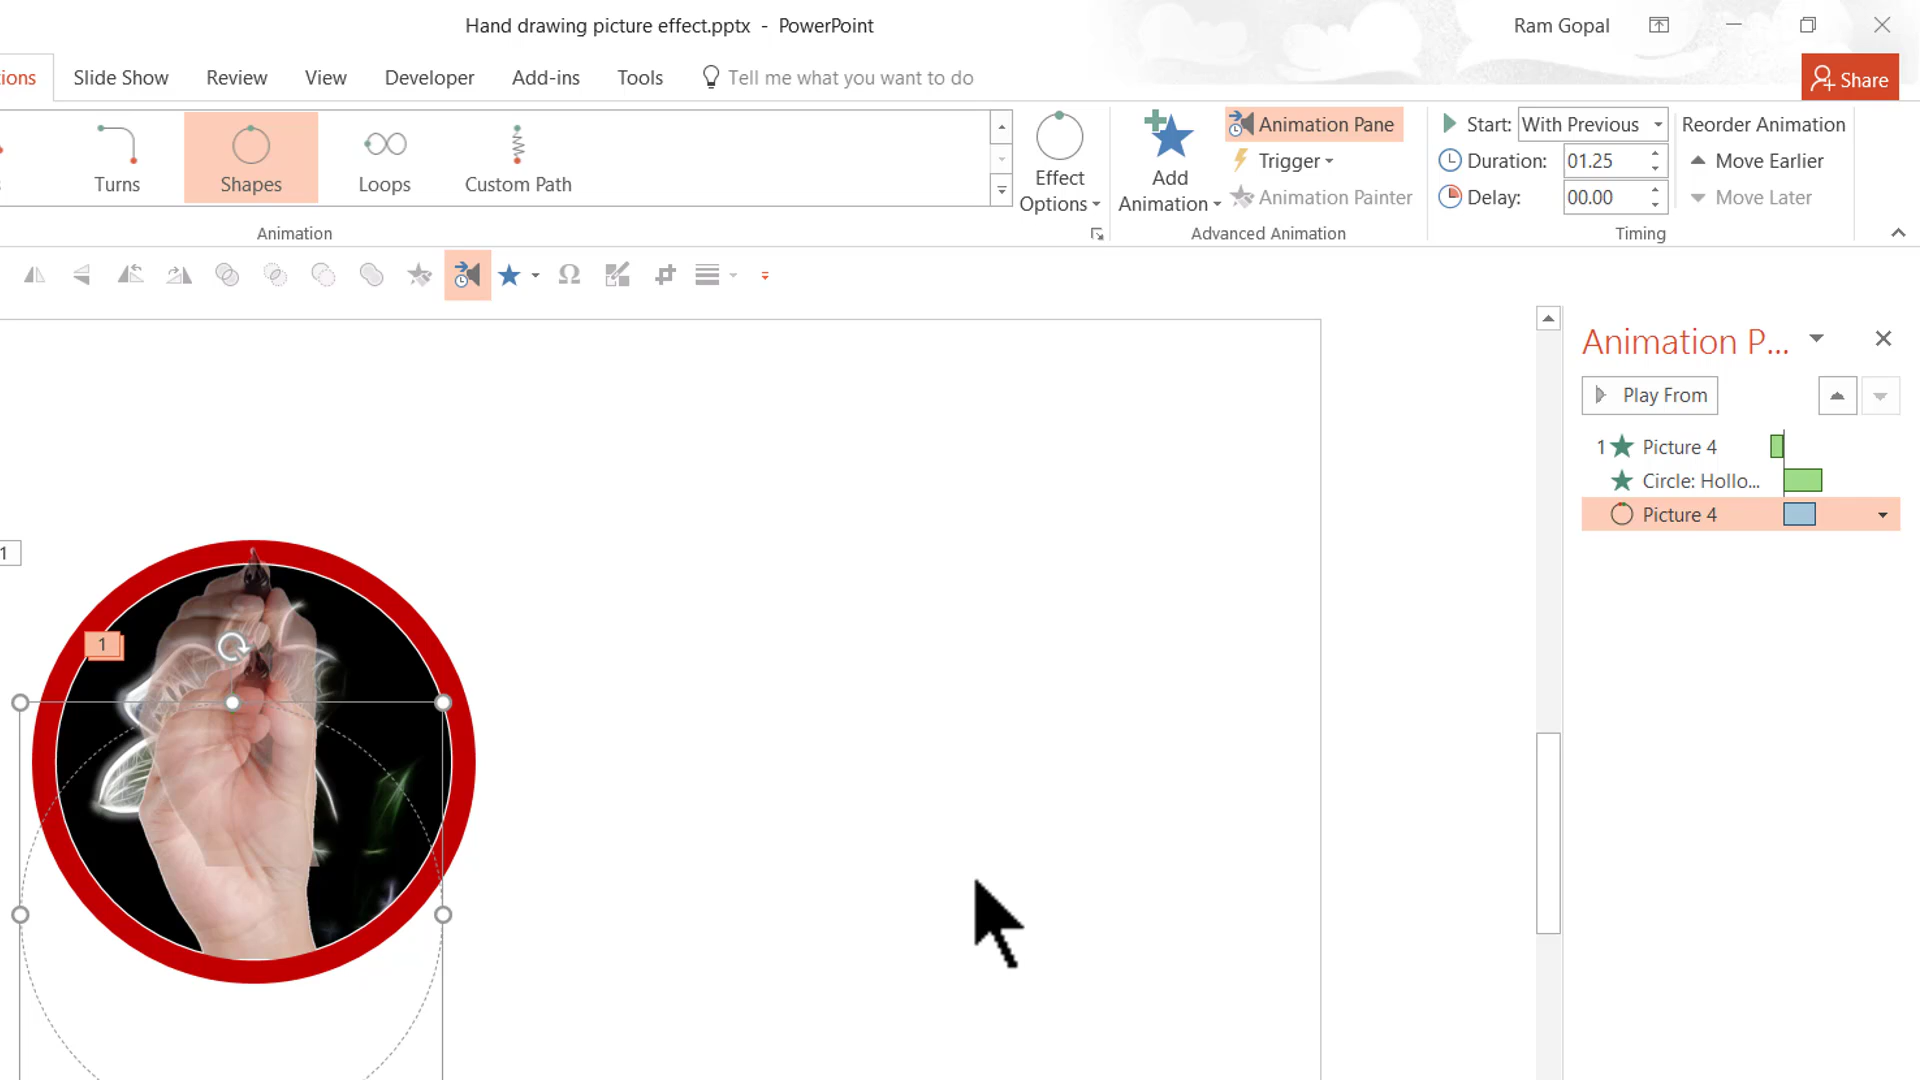 Hand drawing picture effect.pptx - PowerPoint
Ram Gopal
ions
Slide Show
Review
View
Developer
Add-ins
Tools
Tell me what you want to do
Share
Turns
Shapes
Loops
Custom Path
Animation
Effect
Options
Add
Animation
Animation Pane
Trigger
Animation Painter
Advanced Animation
Start: With Previous
Duration: 01.25
Delay: 00.00
Reorder Animation
Move Earlier
Move Later
Timing
Animation P...
Play From
1 Picture 4
Circle: Hollo...
Picture 4
1
1